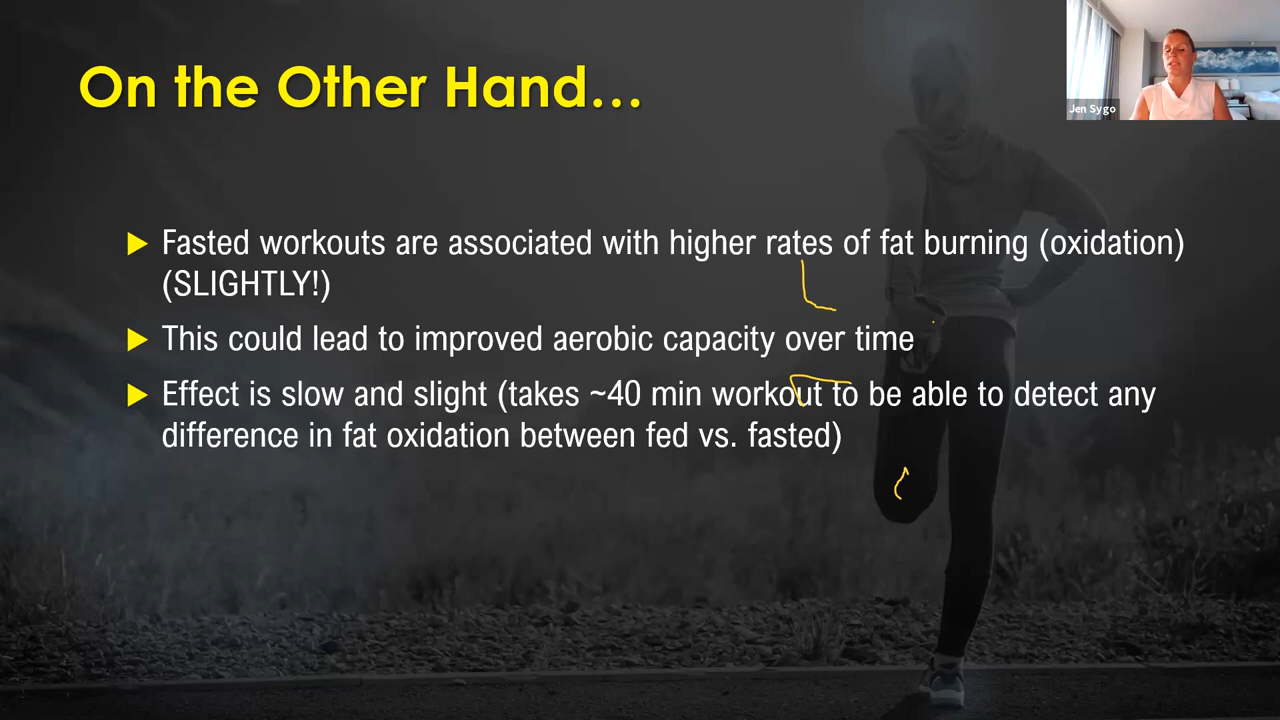 On the Other Hand…
Jen Sygo
Fasted workouts are associated with higher rates of fat burning (oxidation)
(SLIGHTLY!)
This could lead to improved aerobic capacity over time
Effect is slow and slight (takes ~40 min workout to be able to detect any
difference in fat oxidation between fed vs. fasted)